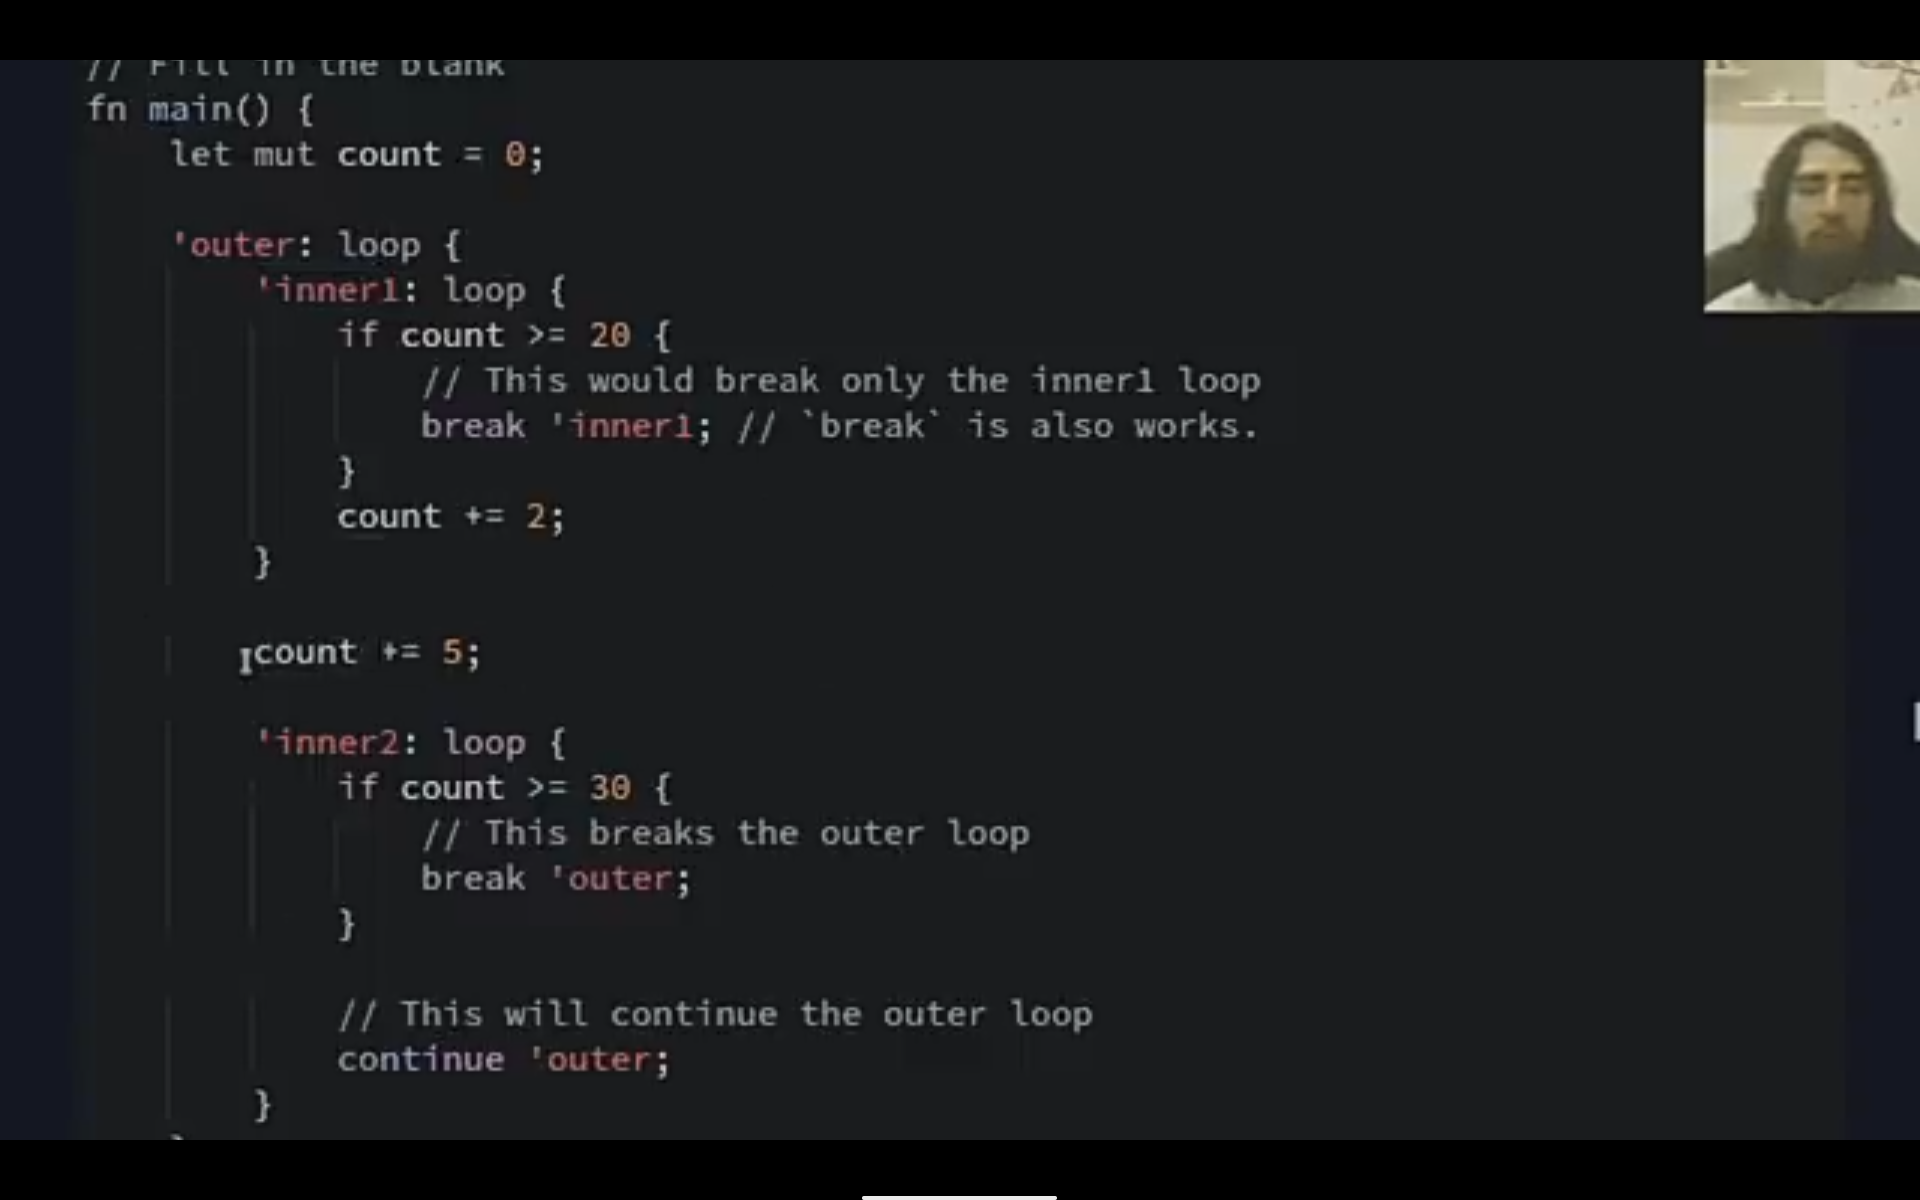 // Fill in the blank
fn main() {
    let mut count = 0;
    'outer: loop {
        'inner1: loop {
            if count >= 20 {
                // This would break only the inner1 loop
                break 'inner1; // `break` is also works.
            }
            count += 2;
        }
        count += 5;
        'inner2: loop {
            if count >= 30 {
                // This breaks the outer loop
                break 'outer;
            }
            // This will continue the outer loop
            continue 'outer;
        }